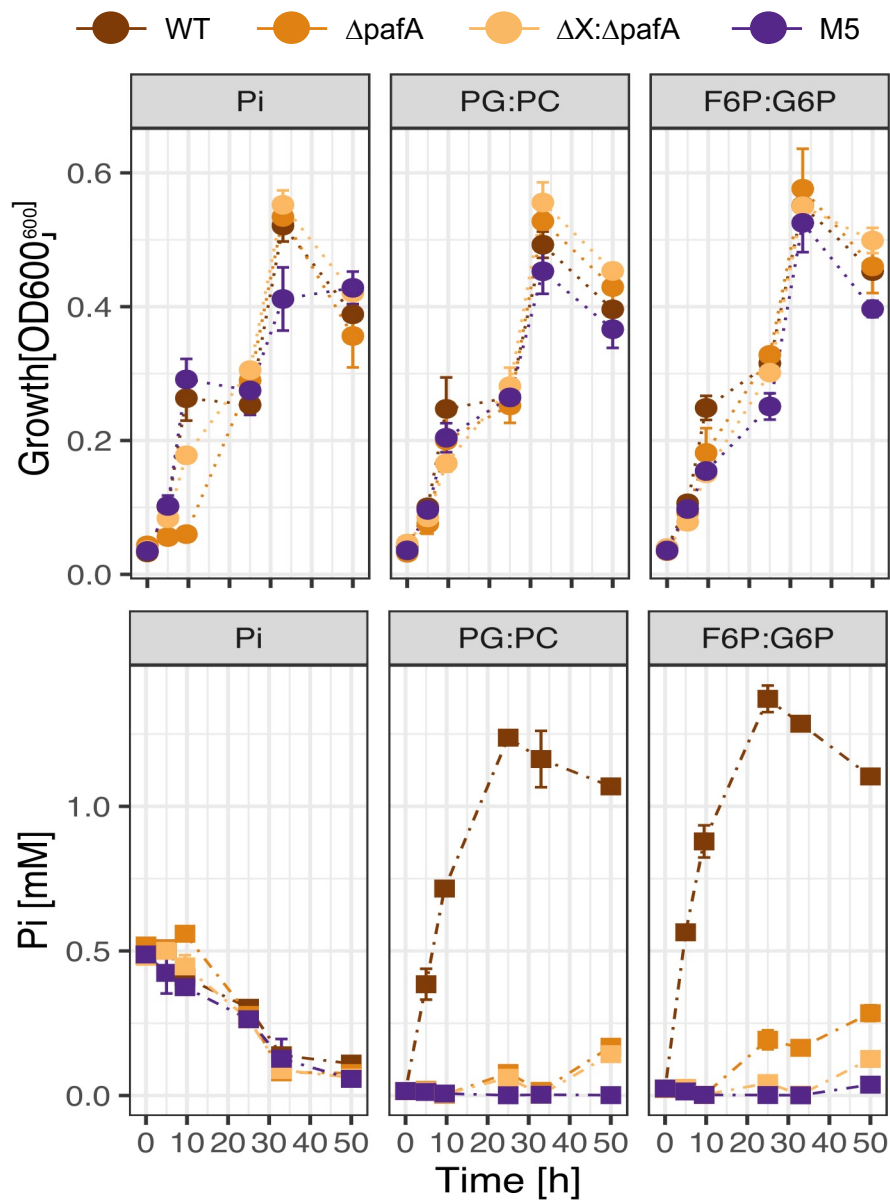 WT ΔpafA ΔX:ΔpafA M5
Pi PG:PC F6P:G6P
Growth[OD600]600]
0.6
0.4
0.2
0.0
Pi PG:PC F6P:G6P
Pi [mM]
1.0
0.5
0.0
0 10 20 30 40 50 0 10 20 30 40 50 0 10 20 30 40 50
Time [h]